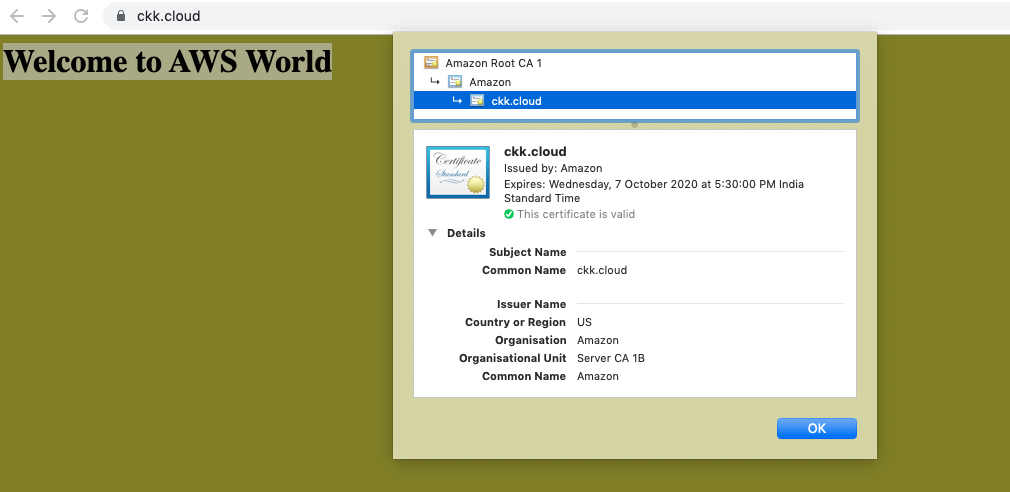 ckk.cloud
Welcome to AWS World
Amazon Root CA 1
Amazon
ckk.cloud
Certificate
Standard
ckk.cloud
Issued by: Amazon
Expires: Wednesday, 7 October 2020 at 5:30:00 PM India
Standard Time
This certificate is valid
Details
Subject Name
Common Name ckk.cloud
Issuer Name
Country or Region US
Organisation Amazon
Organisational Unit Server CA 1B
Common Name Amazon
OK